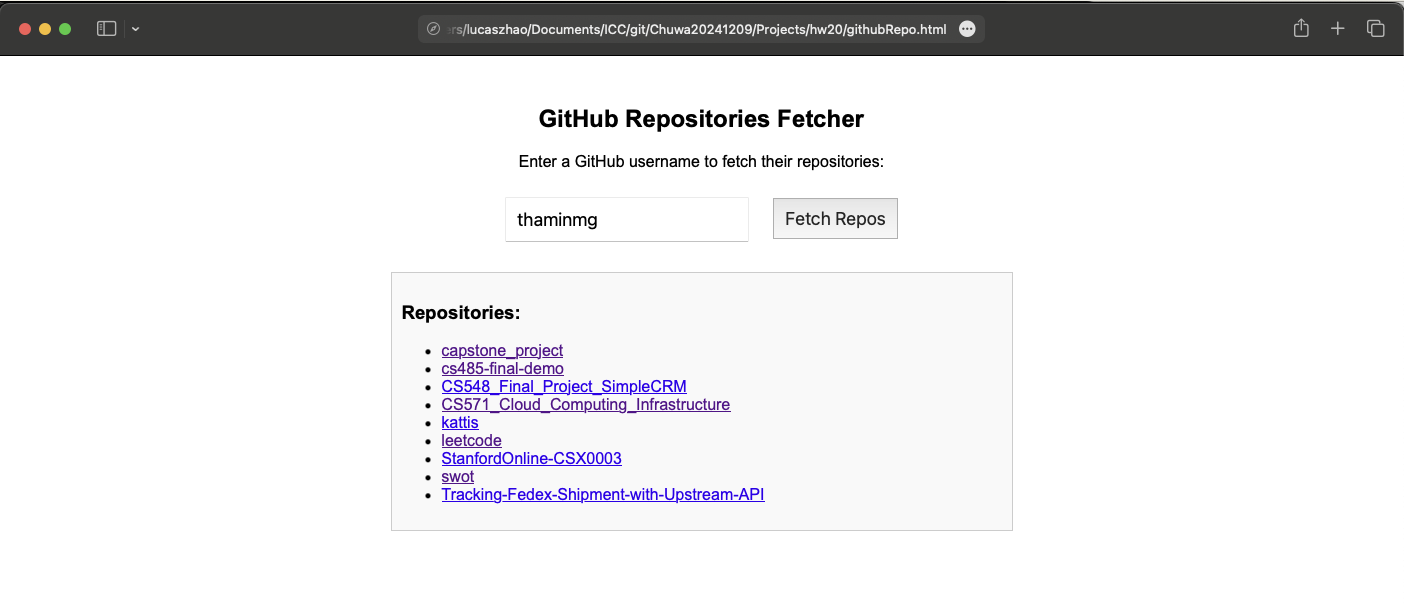 ers/lucaszhao/Documents/ICC/git/Chuwa20241209/Projects/hw20/githubRepo.html
GitHub Repositories Fetcher
Enter a GitHub username to fetch their repositories:
thaminmg Fetch Repos
Repositories:
capstone_project
cs485-final-demo
CS548_Final_Project_SimpleCRM
CS571_Cloud_Computing_Infrastructure
kattis
leetcode
StanfordOnline-CSX0003
swot
Tracking-Fedex-Shipment-with-Upstream-API